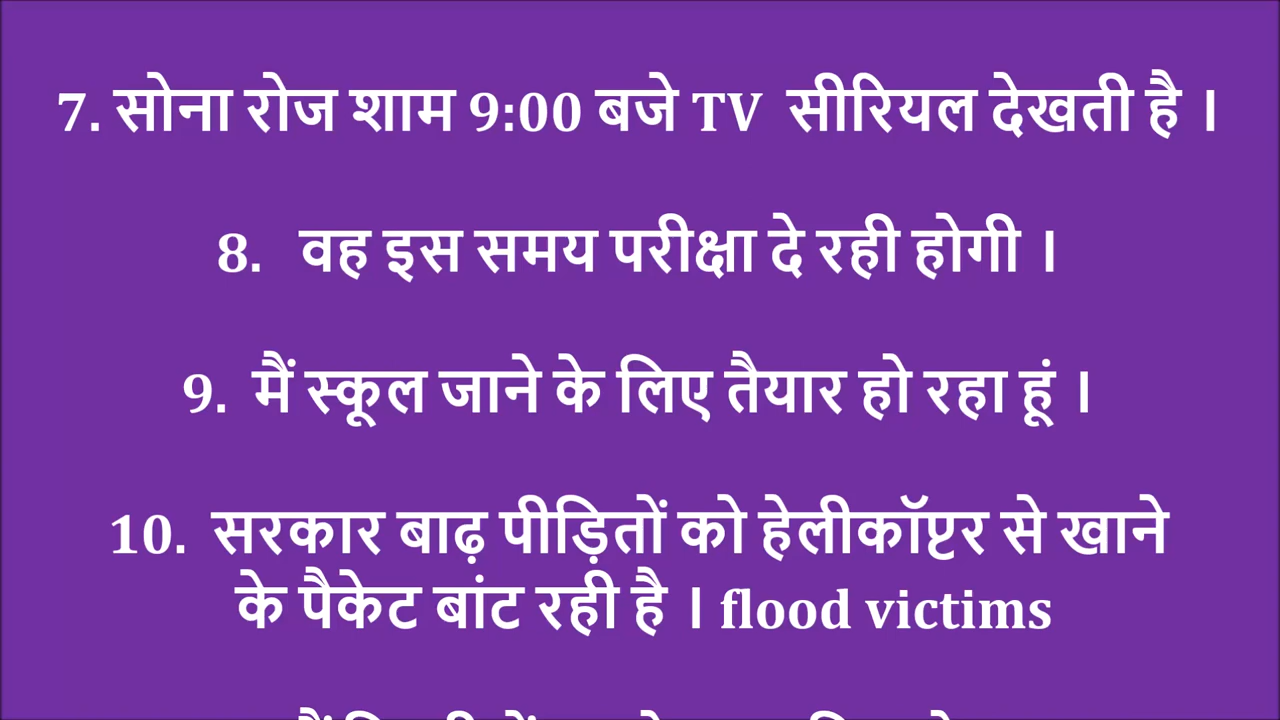 7. सोना रोज शाम 9:00 बजे TV सीरियल देखती है ।
8. वह इस समय परीक्षा दे रही होगी ।
9. मैं स्कूल जाने के लिए तैयार हो रहा हूं ।
10. सरकार बाढ़ पीड़ितों को हेलीकॉप्टर से खाने
के पैकेट बांट रही है । flood victims